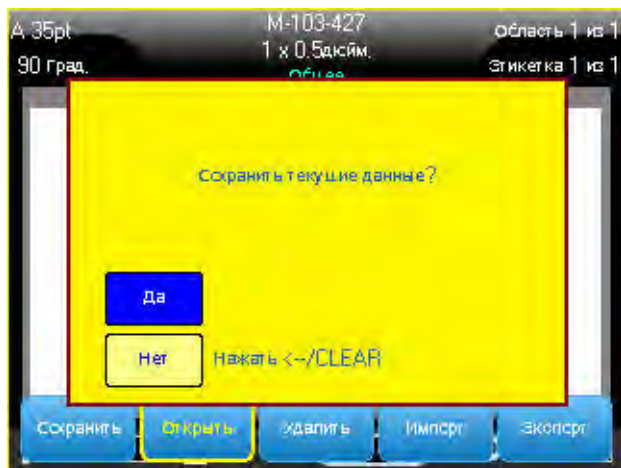 A 35pt
M-103-427
Область 1 из 1
1 x 0.5дюйм.
90 Град.
Общее
Этикетка 1 из 1
Сохранить текущие данные?
Да
Нет
Нажать <--/CLEAR
Сохранить
Открыть
Удалить
Импорт
Экспорт